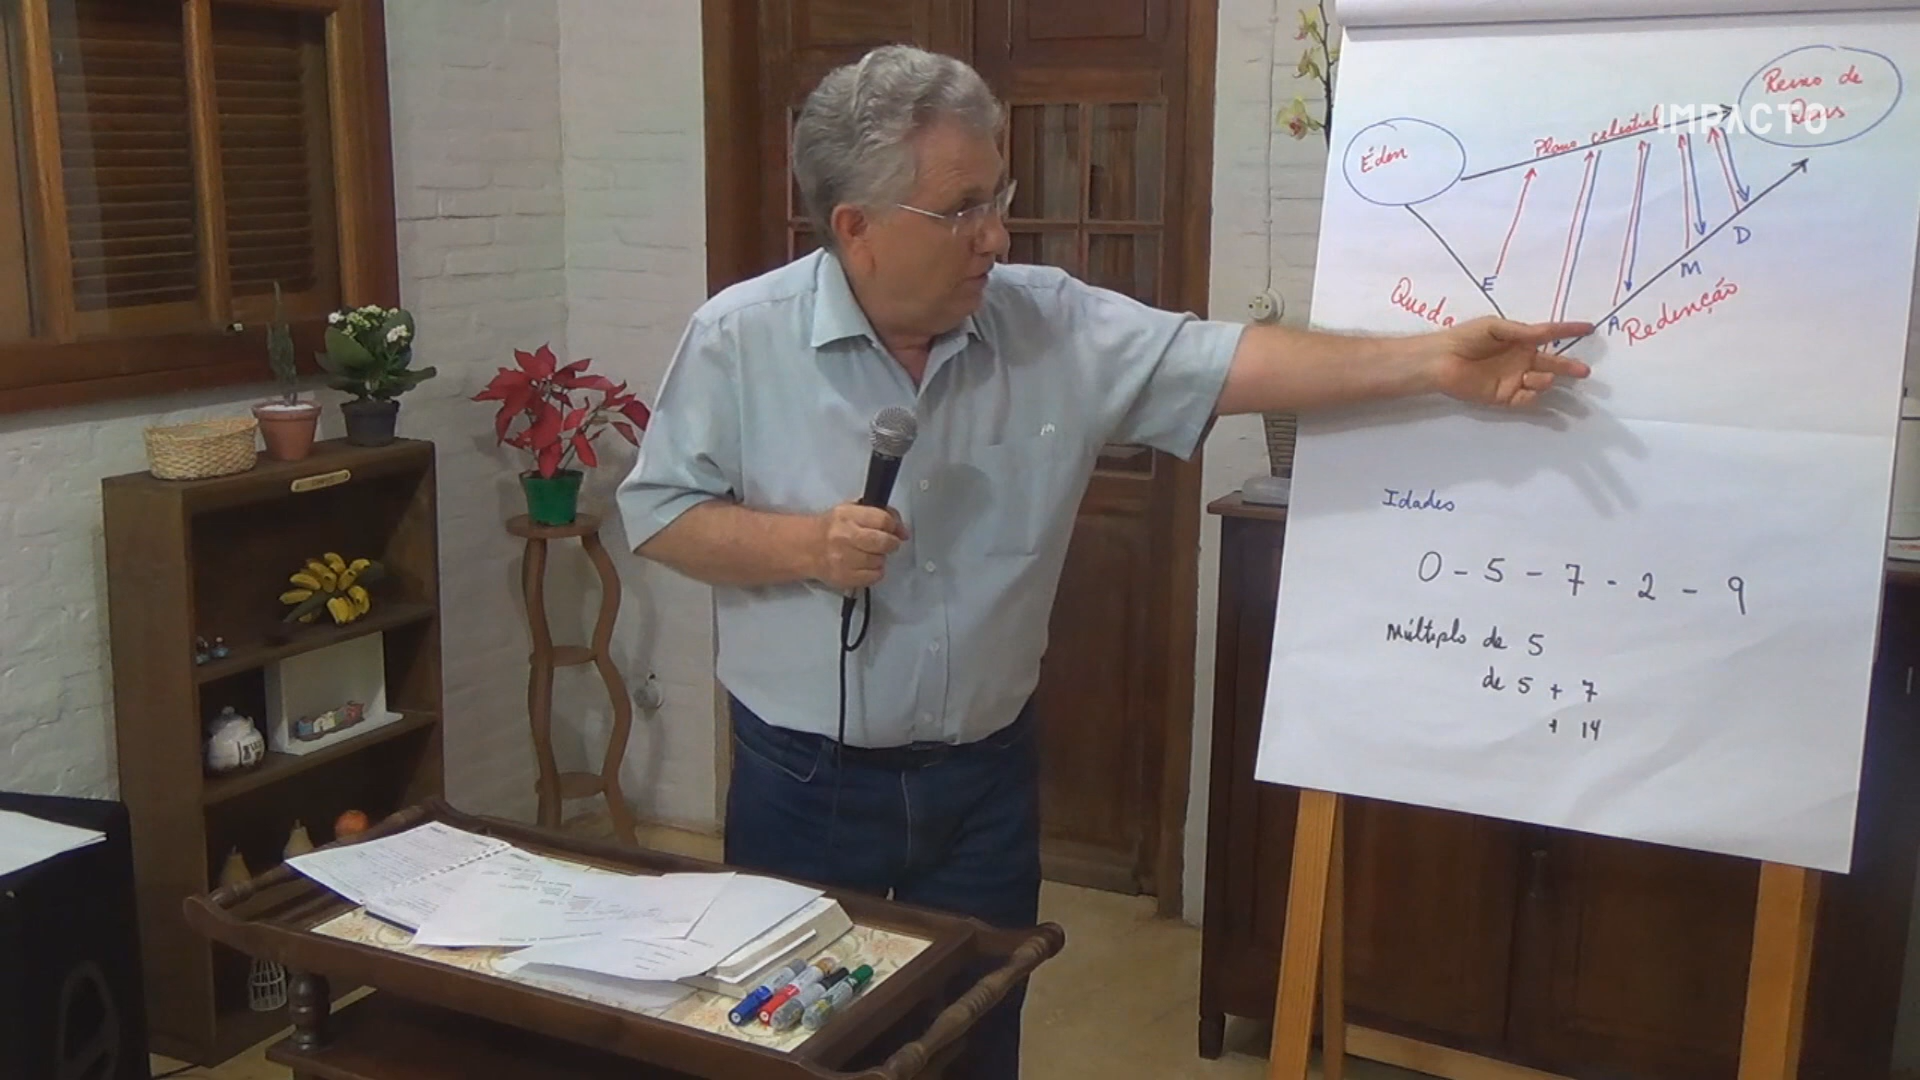 Reino de
Deus
IMPACTO
Plano celestial
Éden
D
M
E
Queda
A
Redenção
Idades
0 - 5 - 7 - 2 - 9
Múltiplo de 5
de 5 + 7
+ 14